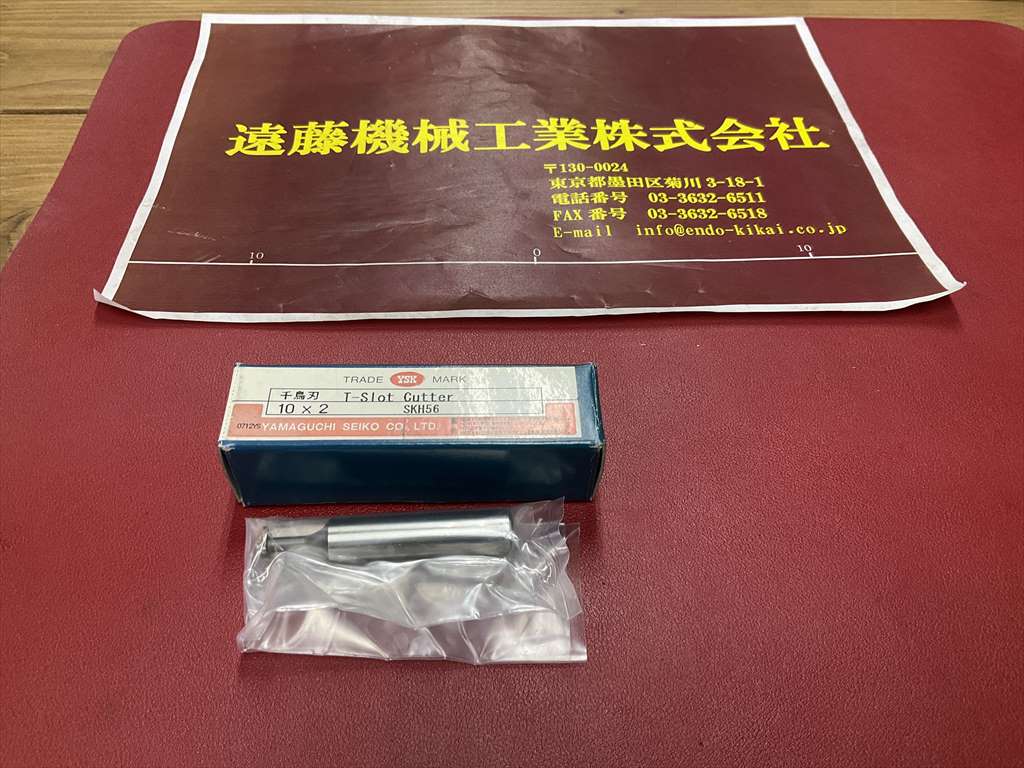 遠藤機械工業株式会社
〒130-0024
東京都墨田区菊川 3-18-1
電話番号 03-3632-6511
FAX 番号 03-3632-6518
E-mail info@endo-kikai.co.jp
10 0 10
TRADE YSK MARK
千鳥刃 T-Slot Cutter
10 × 2 SKH56
0712YS YAMAGUCHI SEIKO CO., LTD.